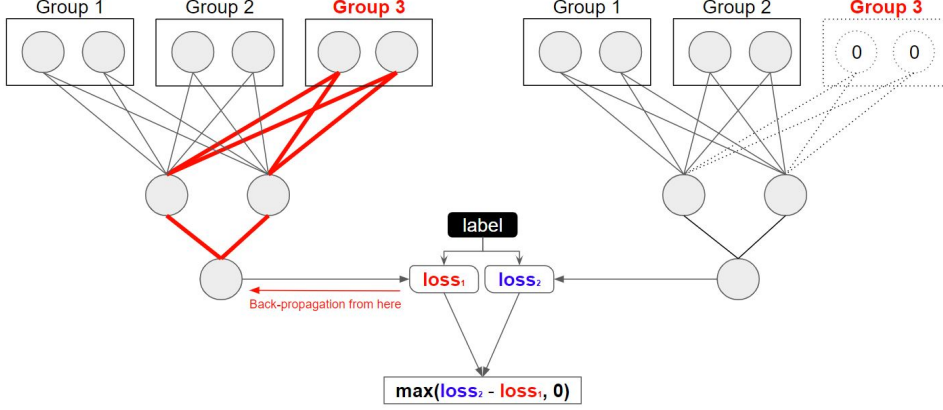 Group 1 Group 2 Group 3
Group 1 Group 2 Group 3
0 0
label
loss₁ loss₂
Back-propagation from here
max(loss₂ - loss₁, 0)